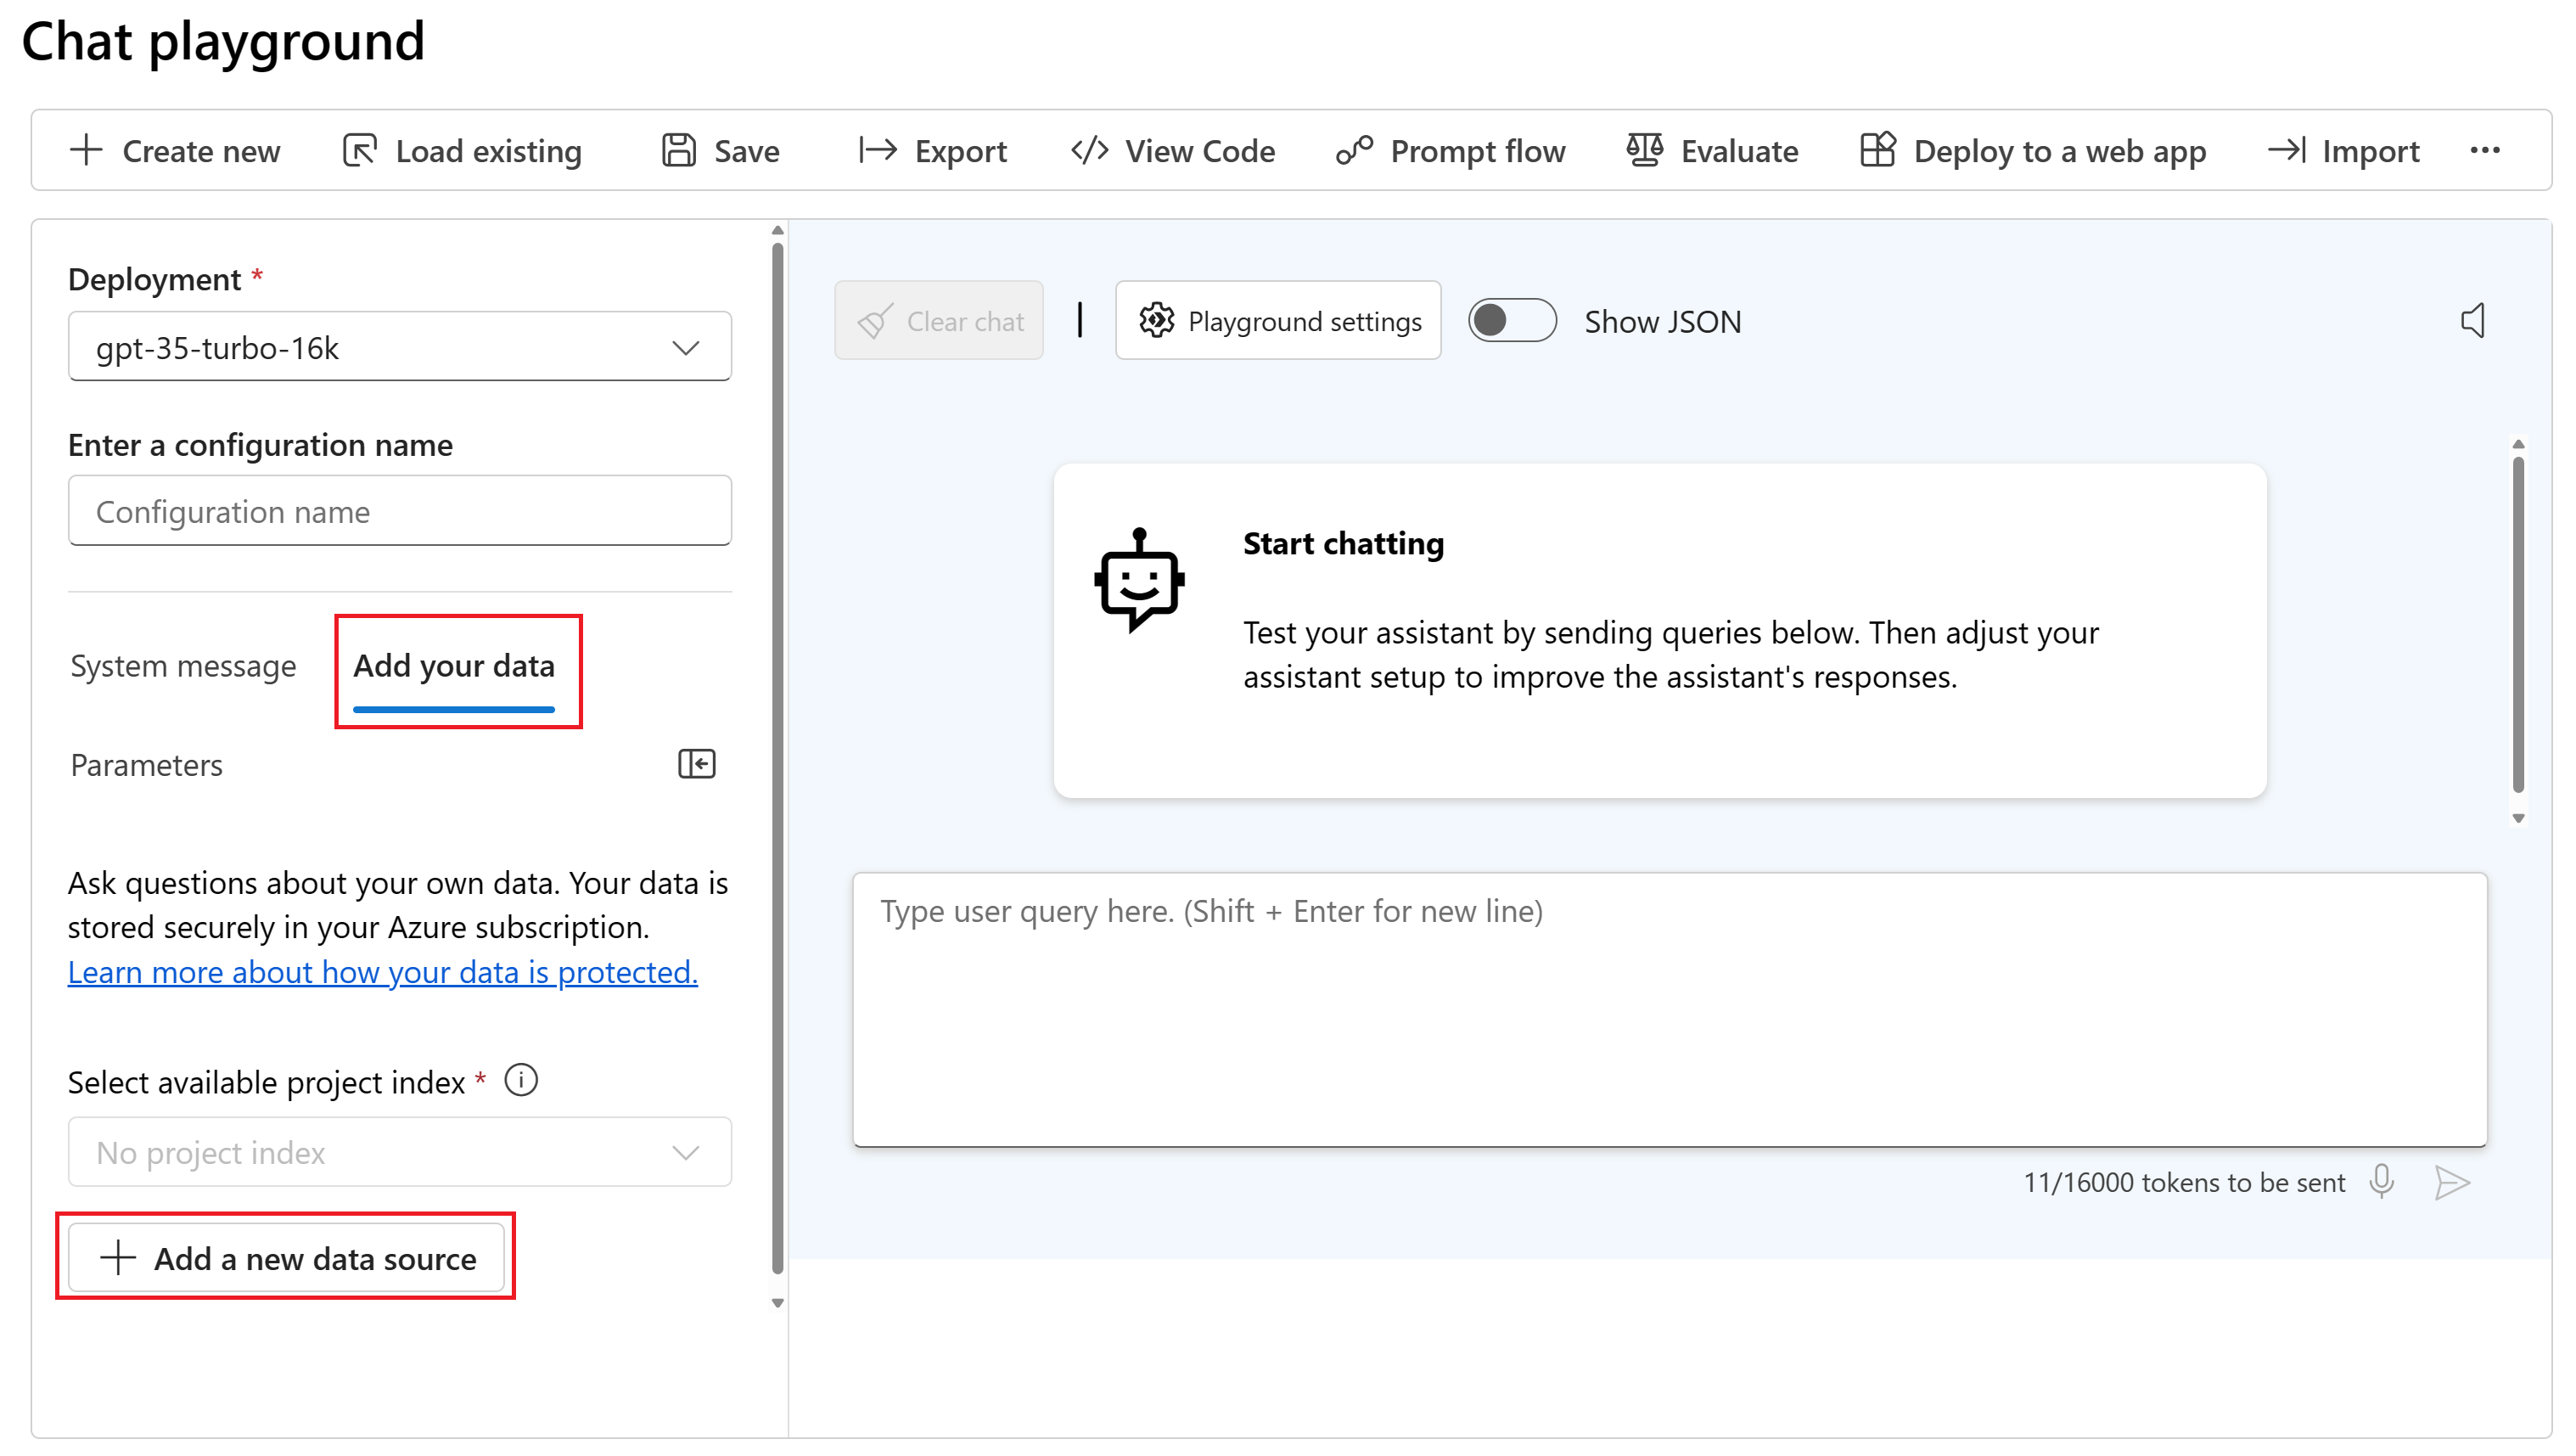 Chat playground
Create new
Load existing
Save
Export
View Code
Prompt flow
Evaluate
Deploy to a web app
Import
Deployment *
gpt-35-turbo-16k
Enter a configuration name
Configuration name
System message
Add your data
Parameters
Ask questions about your own data. Your data is
stored securely in your Azure subscription.
Learn more about how your data is protected.
Select available project index *
No project index
Add a new data source
Clear chat
Playground settings
Show JSON
Start chatting
Test your assistant by sending queries below. Then adjust your
assistant setup to improve the assistant's responses.
Type user query here. (Shift + Enter for new line)
11/16000 tokens to be sent